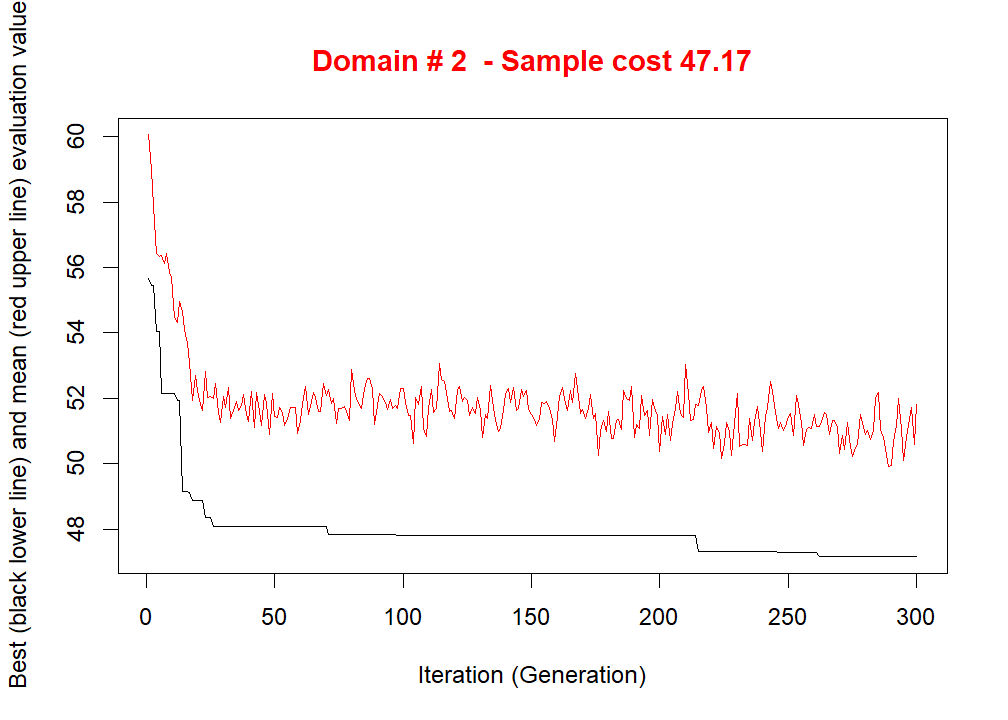 Domain # 2 - Sample cost 47.17
Best (black lower line) and mean (red upper line) evaluation value
60
58
56
54
52
50
48
0 50 100 150 200 250 300
Iteration (Generation)